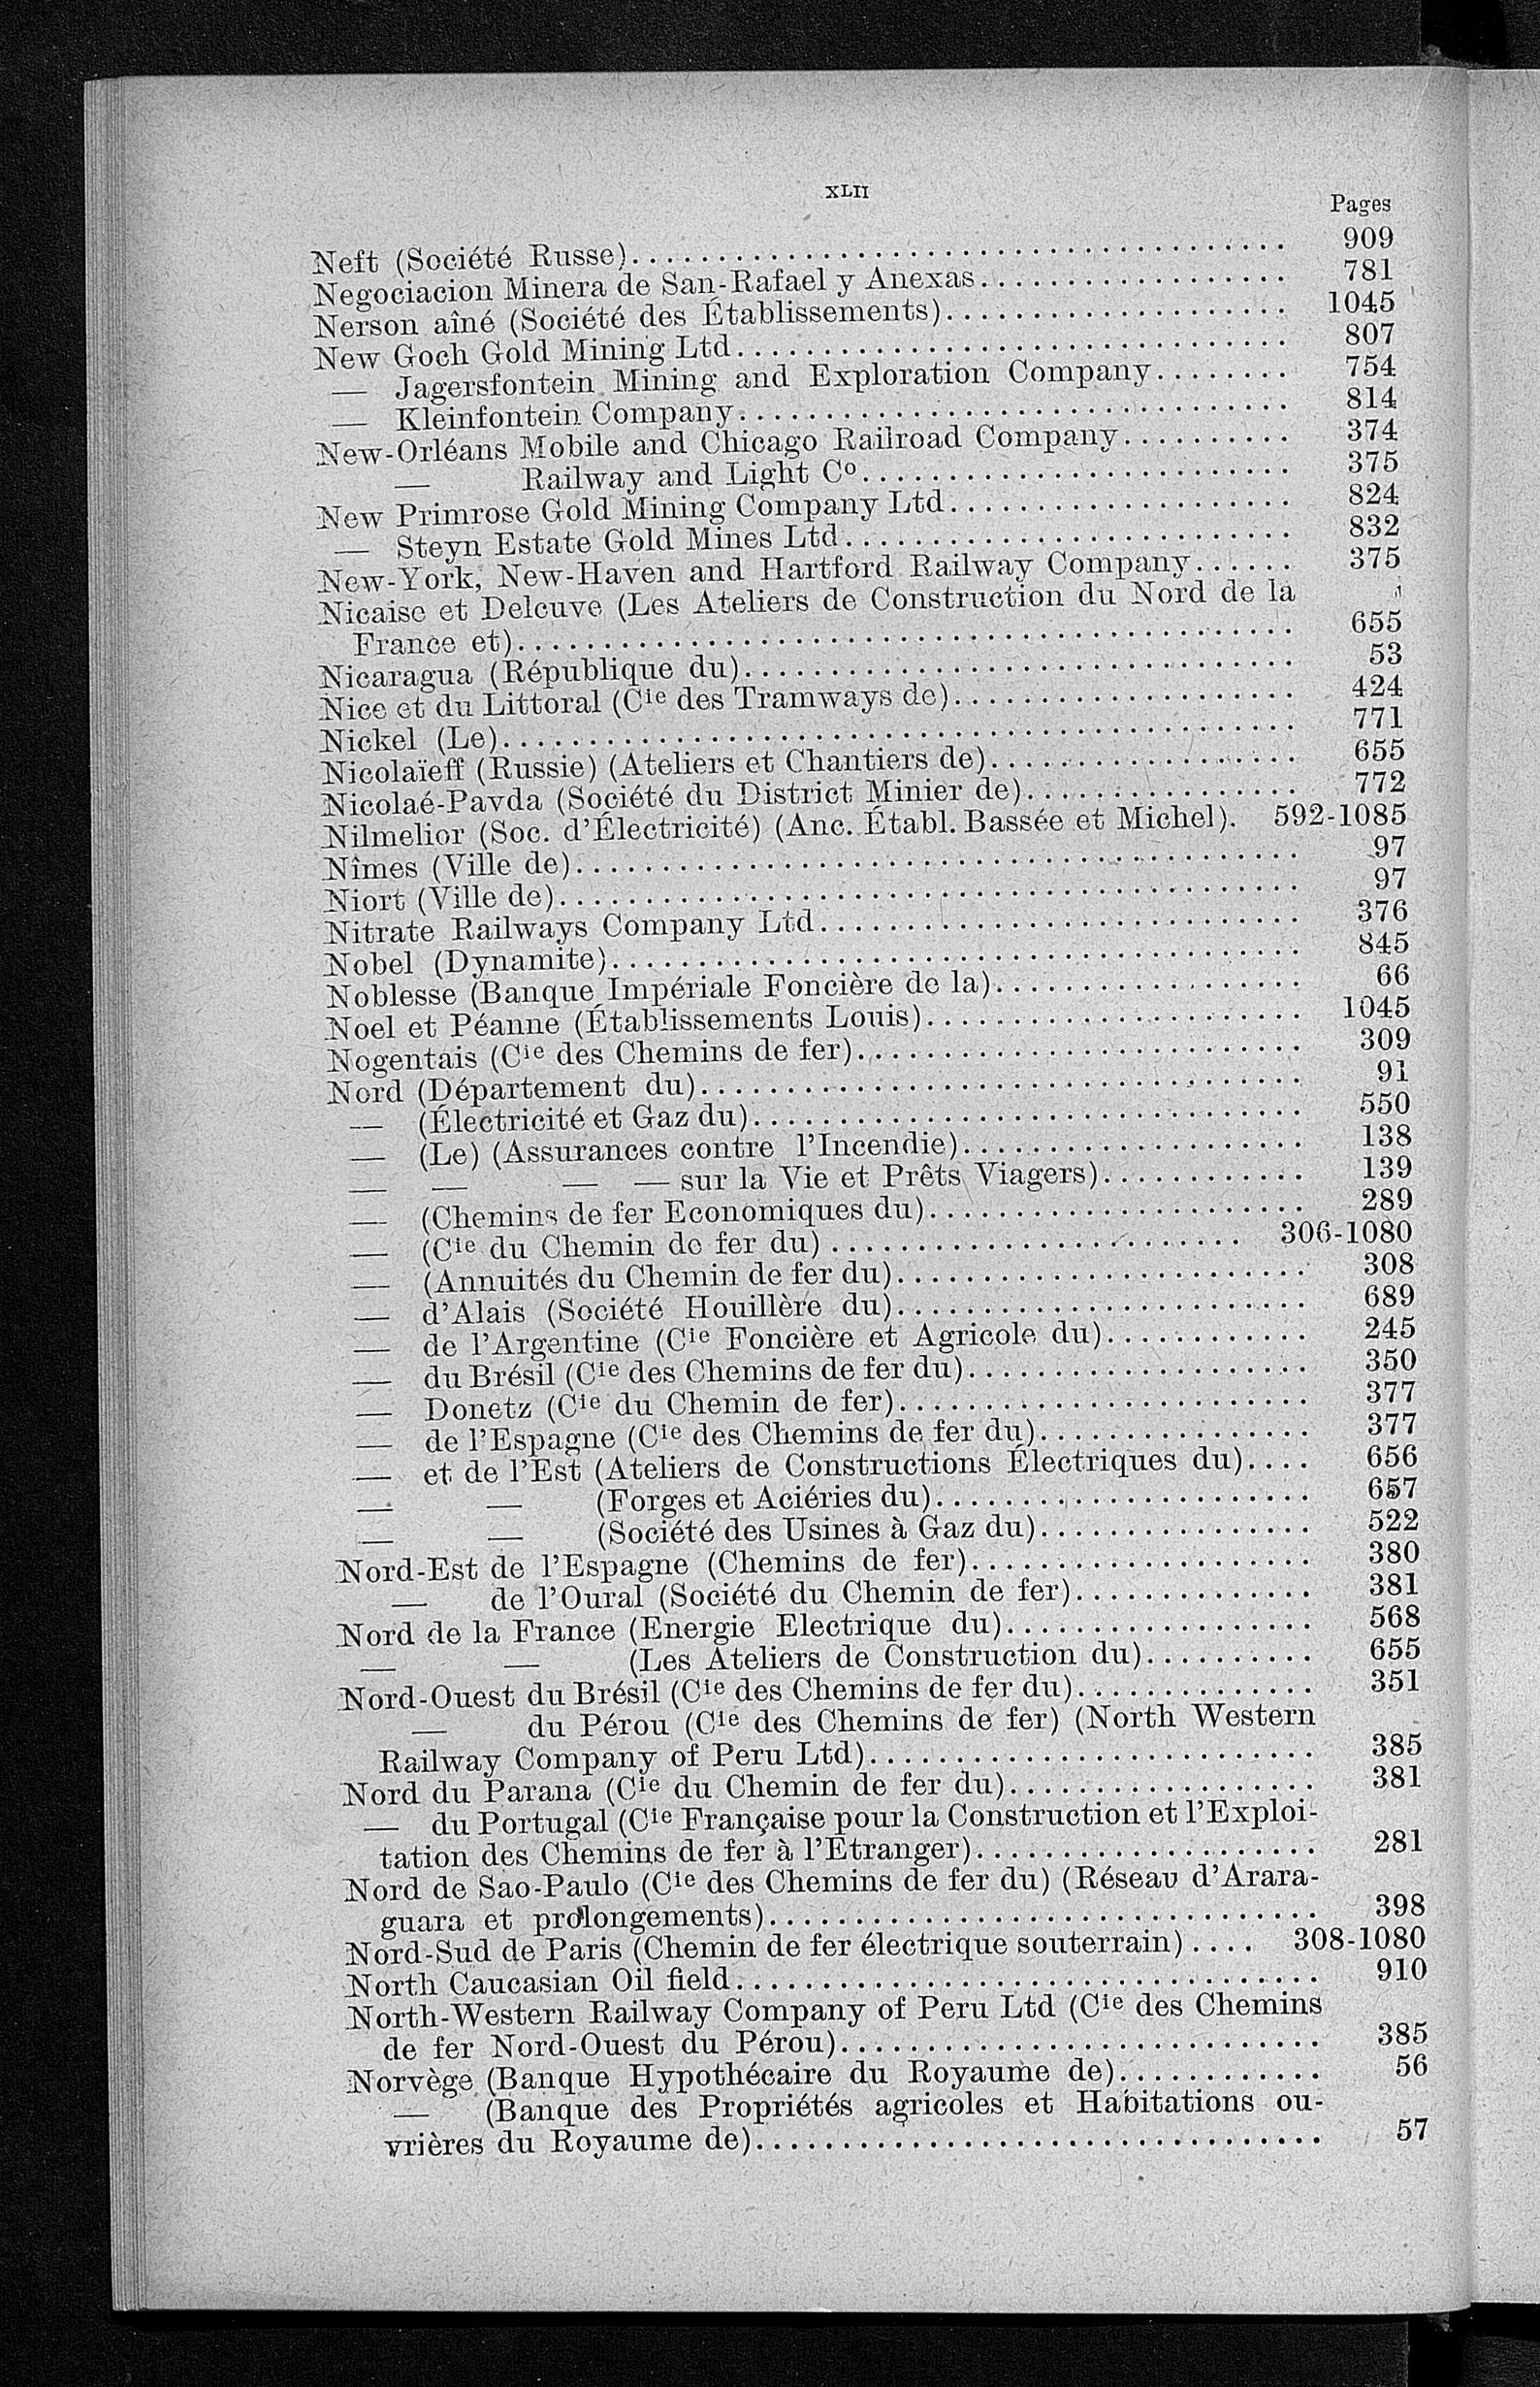 XLII
Pages
Neft (Société Russe) 909
Negociacion Minera de San-Rafael y Anexas 781
Nerson aîné (Société des Établissements) 1045
New Goch Gold Mining Ltd 807
— Jagersfontein Mining and Exploration Company 754
— Kleinfontein Company 814
New-Orléans Mobile and Chicago Railroad Company 374
— Railway and Light Co 375
New Primrose Gold Mining Company Ltd 824
— Steyn Estate Gold Mines Ltd 832
New-York, New-Haven and Hartford Railway Company 375
Nicaise et Delcuve (Les Ateliers de Construction du Nord de la
France et) 655
Nicaragua (République du) 53
Nice et du Littoral (Cie des Tramways de) 424
Nickel (Le) 771
Nicolaïeff (Russie) (Ateliers et Chantiers de) 655
Nicolaé-Pavda (Société du District Minier de) 772
Nilmelior (Soc. d'Électricité) (Anc. Établ. Bassée et Michel). 592-1085
Nîmes (Ville de) 97
Niort (Ville de) 97
Nitrate Railways Company Ltd 376
Nobel (Dynamite) 845
Noblesse (Banque Impériale Foncière de la) 66
Noel et Péanne (Établissements Louis) 1045
Nogentais (Cie des Chemins de fer) 309
Nord (Département du) 91
— (Électricité et Gaz du) 550
— (Le) (Assurances contre l'Incendie) 138
— — — — sur la Vie et Prêts Viagers) 139
— (Chemins de fer Economiques du) 289
— (Cie du Chemin de fer du) 306-1080
— (Annuités du Chemin de fer du) 308
— d'Alais (Société Houillère du) 689
— de l'Argentine (Cie Foncière et Agricole du) 245
— du Brésil (Cie des Chemins de fer du) 350
— Donetz (Cie du Chemin de fer) 377
— de l'Espagne (Cie des Chemins de fer du) 377
— et de l'Est (Ateliers de Constructions Électriques du) 656
— — (Forges et Aciéries du) 657
— — (Société des Usines à Gaz du) 522
Nord-Est de l'Espagne (Chemins de fer) 380
— de l'Oural (Société du Chemin de fer) 381
Nord de la France (Energie Electrique du) 568
— — (Les Ateliers de Construction du) 655
Nord-Ouest du Brésil (Cie des Chemins de fer du) 351
— du Pérou (Cie des Chemins de fer) (North Western
Railway Company of Peru Ltd) 385
Nord du Parana (Cie du Chemin de fer du) 381
— du Portugal (Cie Française pour la Construction et l'Exploi-
tation des Chemins de fer à l'Etranger) 281
Nord de Sao-Paulo (Cie des Chemins de fer du) (Réseau d'Arara-
guara et prolongements) 398
Nord-Sud de Paris (Chemin de fer électrique souterrain) 308-1080
North Caucasian Oil field 910
North-Western Railway Company of Peru Ltd (Cie des Chemins
de fer Nord-Ouest du Pérou) 385
Norvège (Banque Hypothécaire du Royaume de) 56
— (Banque des Propriétés agricoles et Habitations ou-
vrières du Royaume de) 57